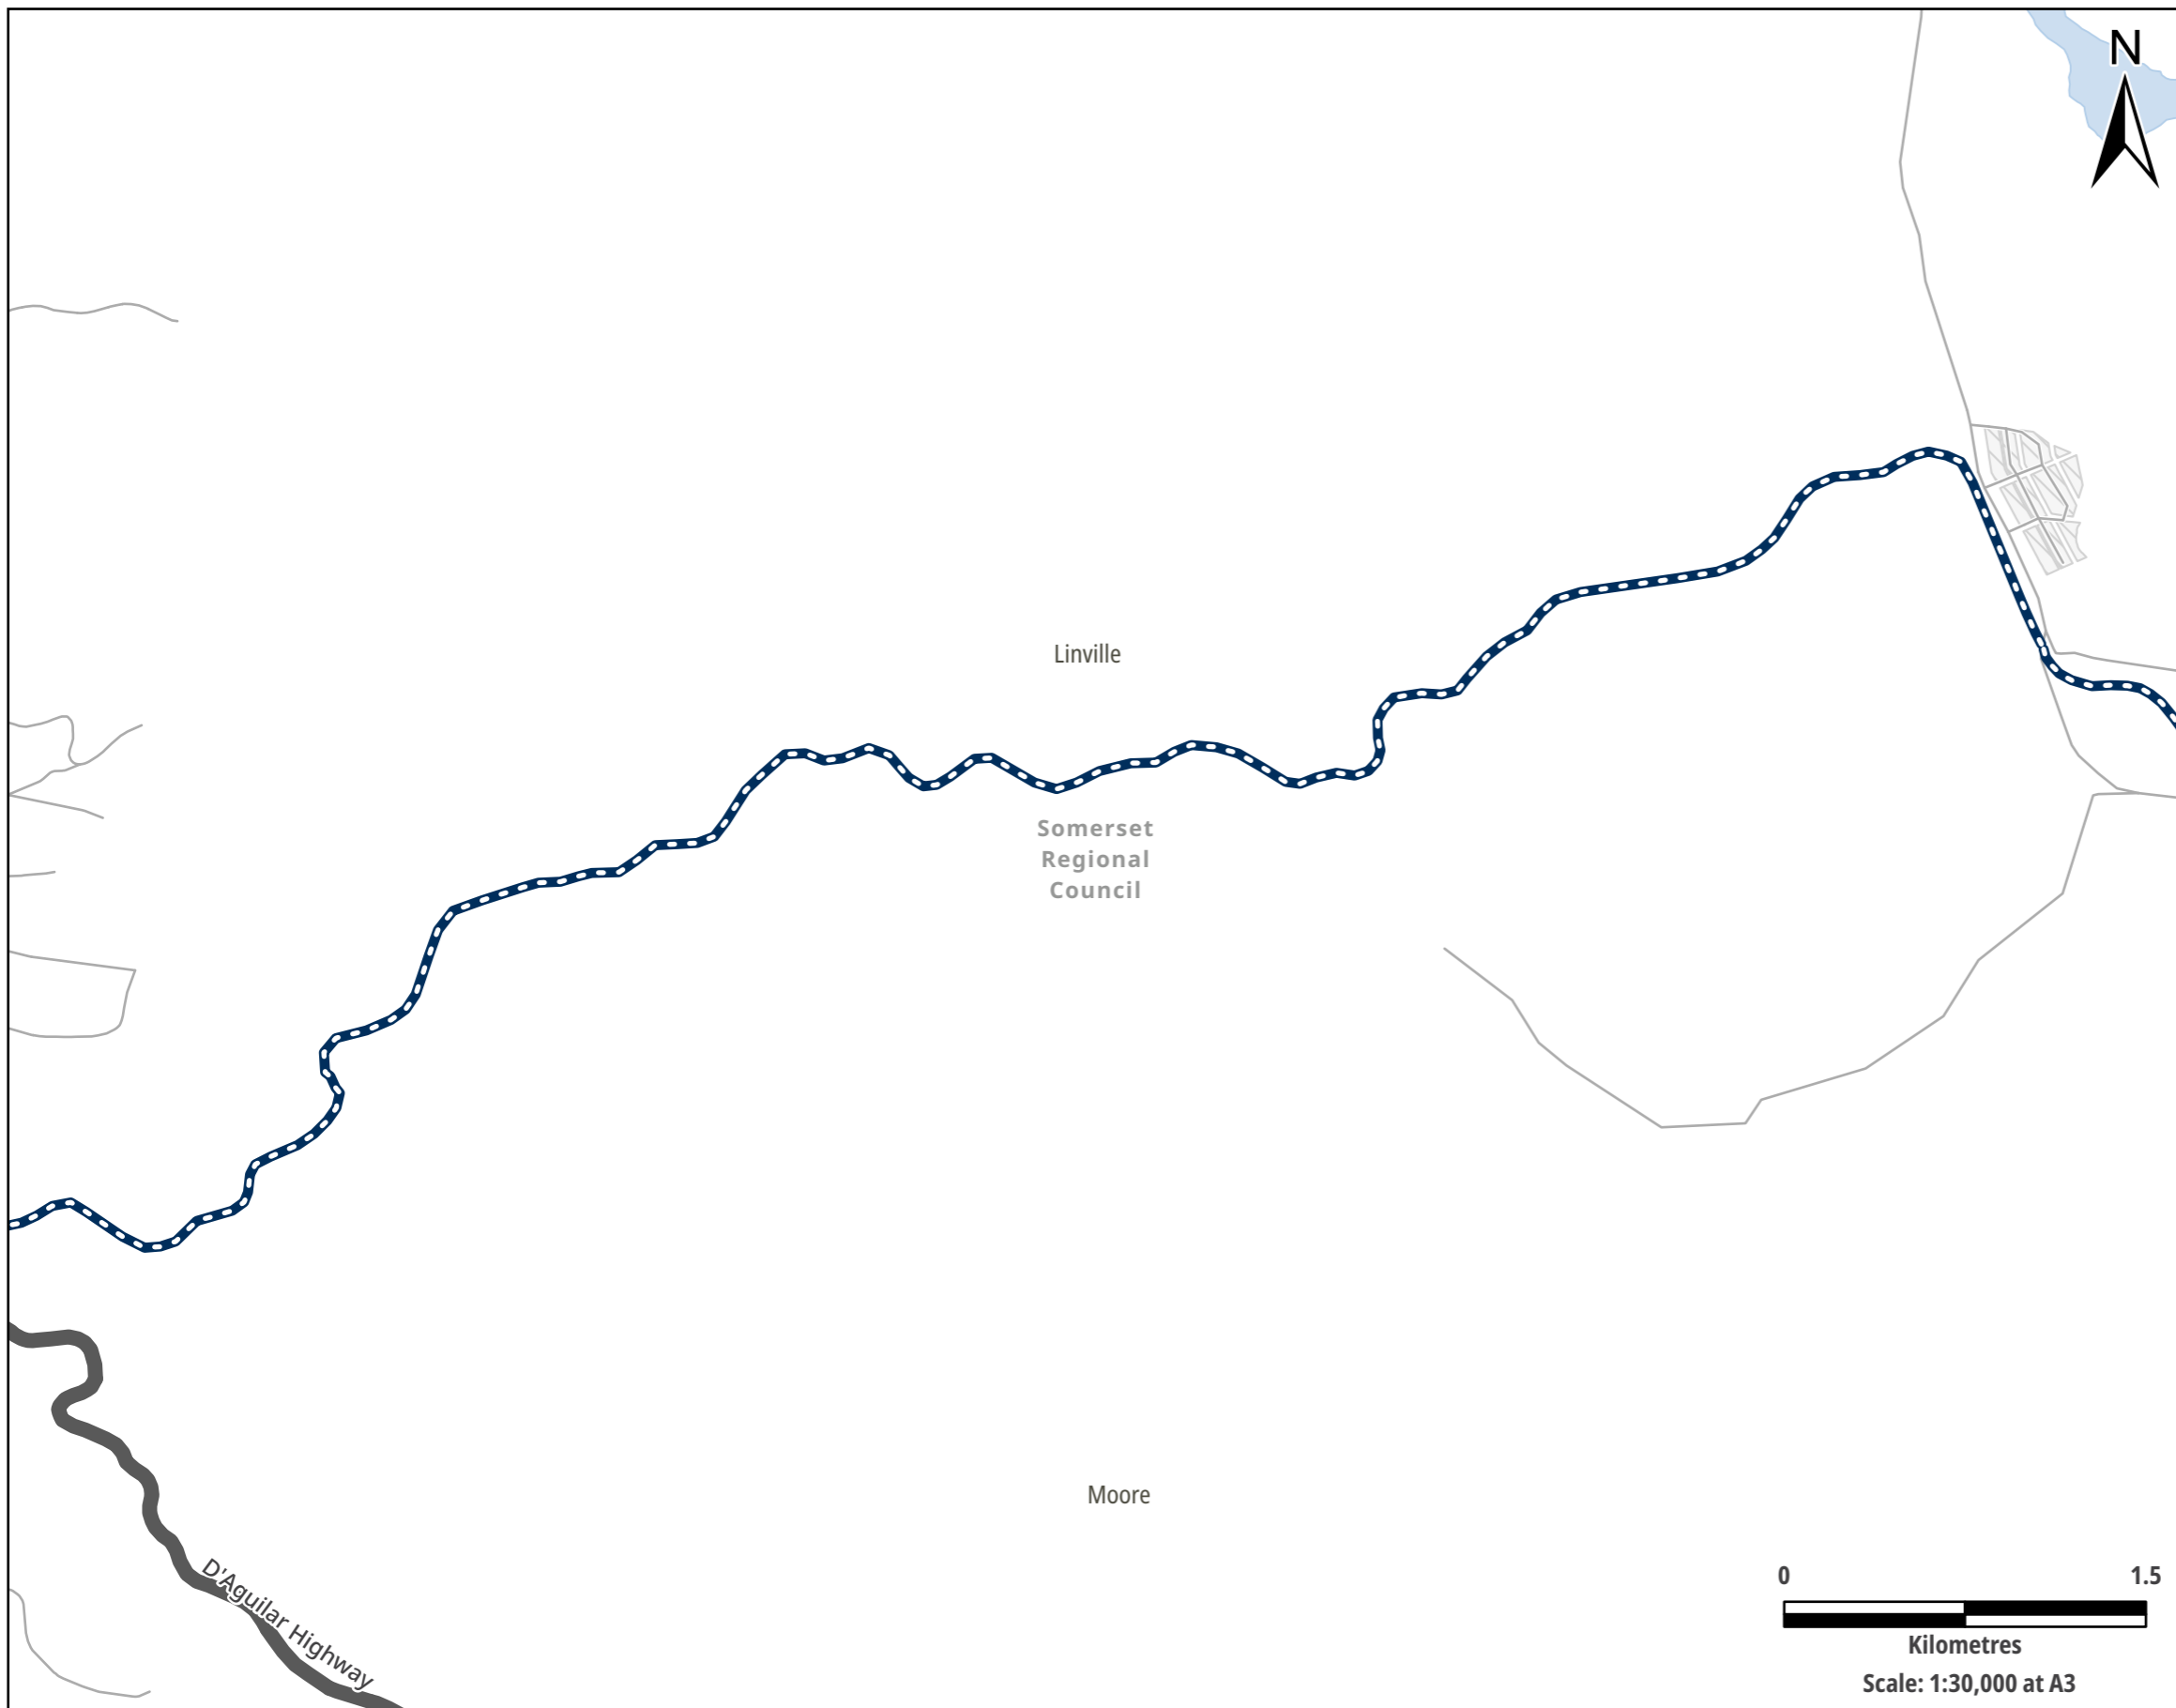 N
Linville
Somerset
Regional
Council
Moore
D'Aguilar Highway
0 1.5
Kilometres
Scale: 1:30,000 at A3